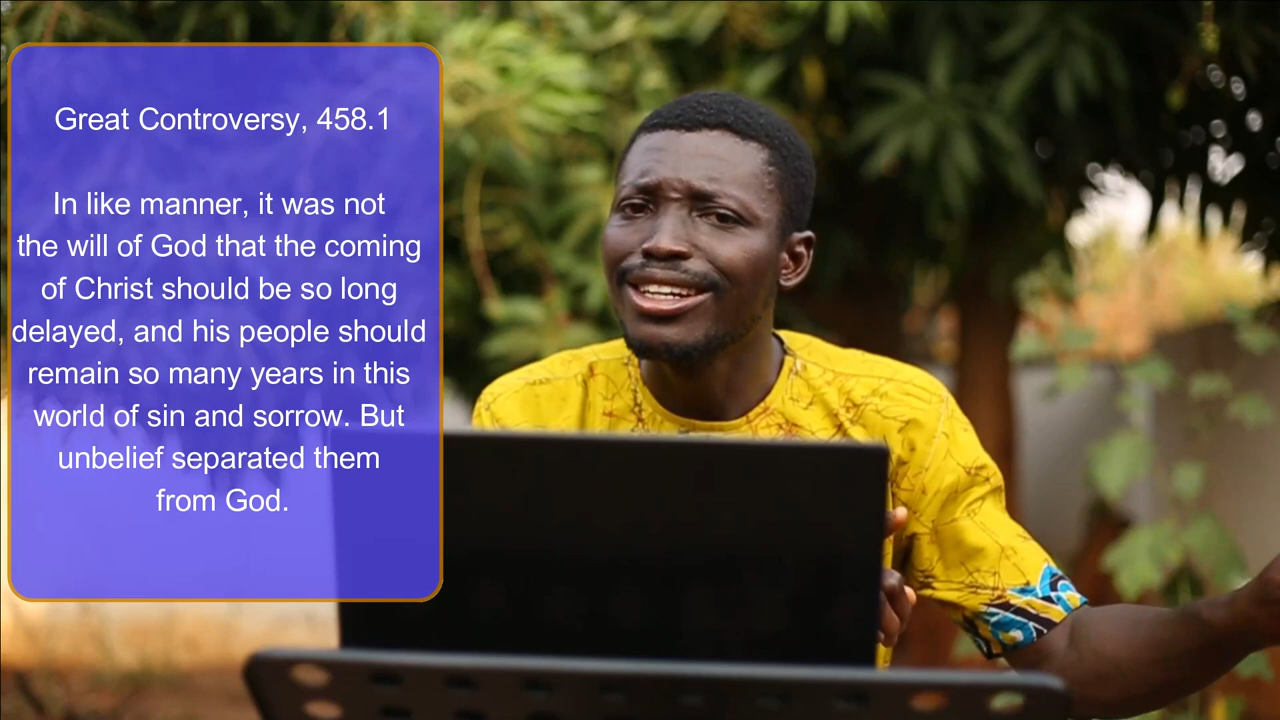 Great Controversy, 458.1
In like manner, it was not
the will of God that the coming
of Christ should be so long
delayed, and his people should
remain so many years in this
world of sin and sorrow. But
unbelief separated them
from God.